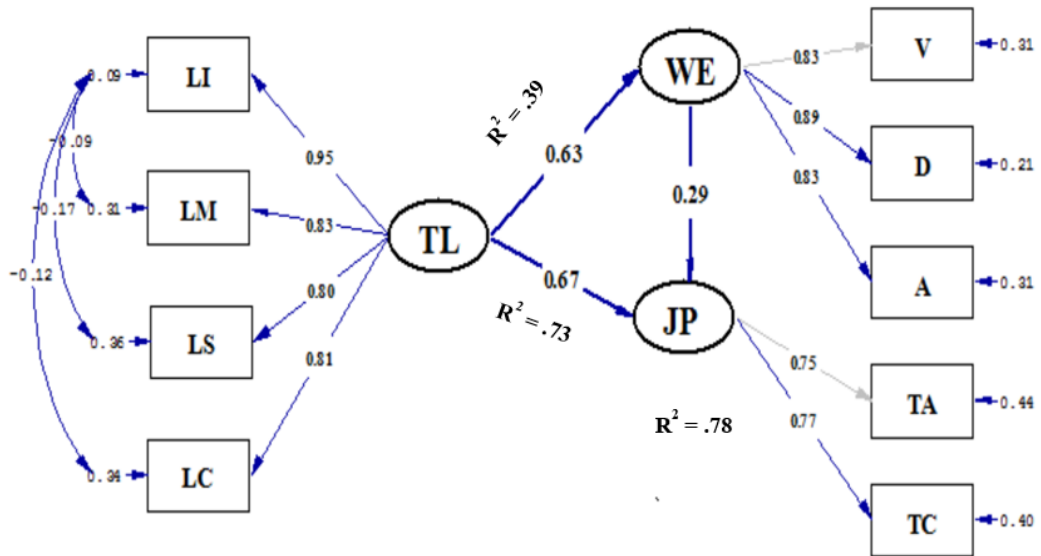 LI
LM
LS
LC
0.09
0.31
0.36
0.34
-0.09
-0.17
-0.12
0.95
0.83
0.80
0.81
TL
R² = .39
0.63
0.67
R² = .73
WE
0.29
JP
R² = .78
0.83
0.89
0.83
0.75
0.77
V
D
A
TA
TC
0.31
0.21
0.31
0.44
0.40